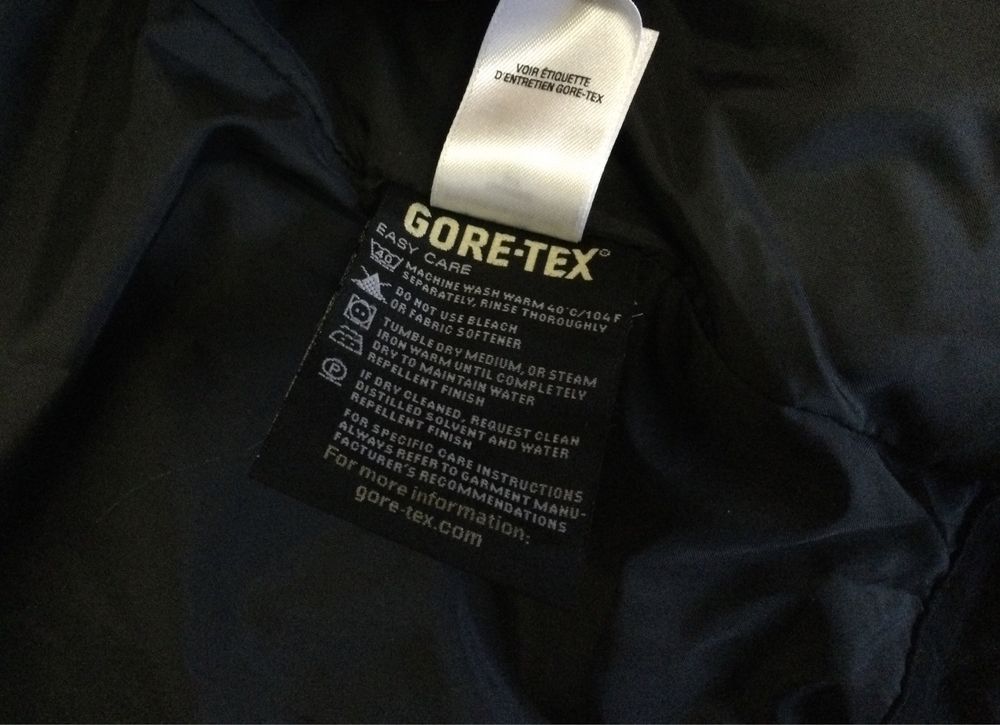 VOIR ÉTIQUETTE
D'ENTRETIEN GORE-TEX
GORE-TEX®
EASY CARE
40
MACHINE WASH WARM 40°C/104 F
SEPARATELY, RINSE THOROUGHLY
DO NOT USE BLEACH
OR FABRIC SOFTENER
TUMBLE DRY MEDIUM, OR STEAM
IRON WARM UNTIL COMPLETELY
DRY TO MAINTAIN WATER
REPELLENT FINISH
P
IF DRY CLEANED, REQUEST CLEAN
DISTILLED SOLVENT AND WATER
REPELLENT FINISH
FOR SPECIFIC CARE INSTRUCTIONS
ALWAYS REFER TO GARMENT MANU-
FACTURER'S RECOMMENDATIONS
For more information:
gore-tex.com